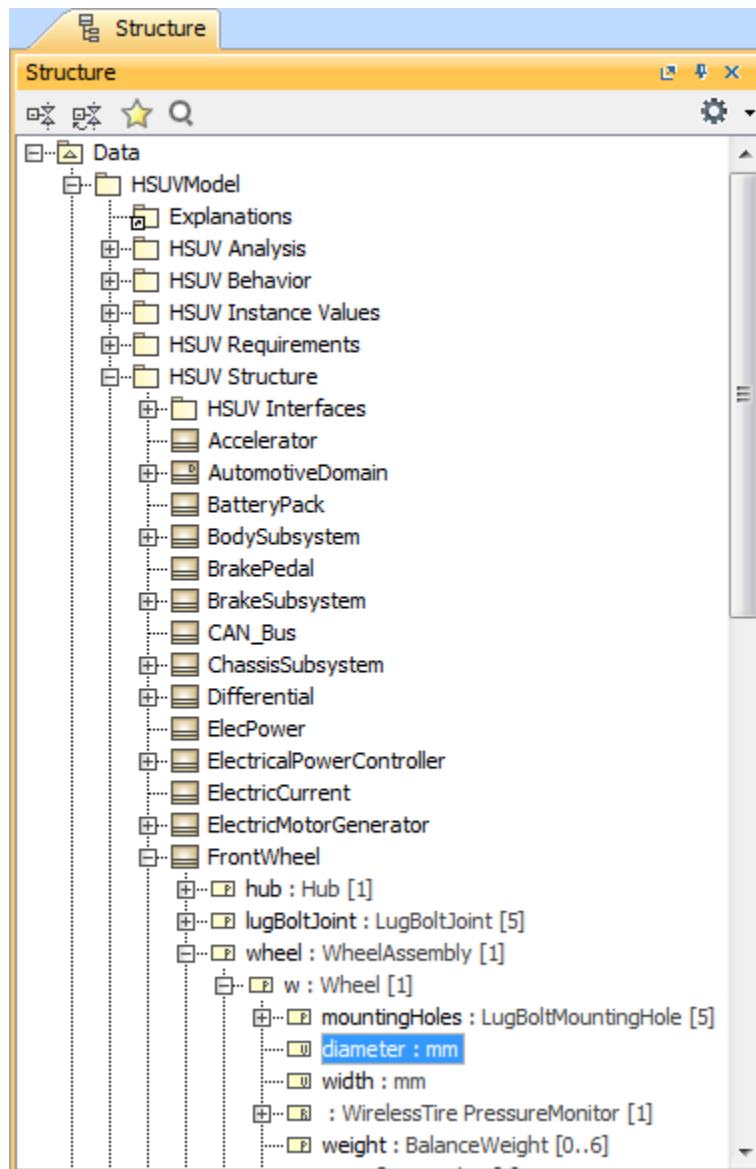 Structure
Structure
Data
HSUVModel
Explanations
HSUV Analysis
HSUV Behavior
HSUV Instance Values
HSUV Requirements
HSUV Structure
HSUV Interfaces
Accelerator
AutomotiveDomain
BatteryPack
BodySubsystem
BrakePedal
BrakeSubsystem
CAN_Bus
ChassisSubsystem
Differential
ElecPower
ElectricalPowerController
ElectricCurrent
ElectricMotorGenerator
FrontWheel
hub : Hub [1]
lugBoltJoint : LugBoltJoint [5]
wheel : WheelAssembly [1]
w : Wheel [1]
mountingHoles : LugBoltMountingHole [5]
diameter : mm
width : mm
: WirelessTire PressureMonitor [1]
weight : BalanceWeight [0..6]